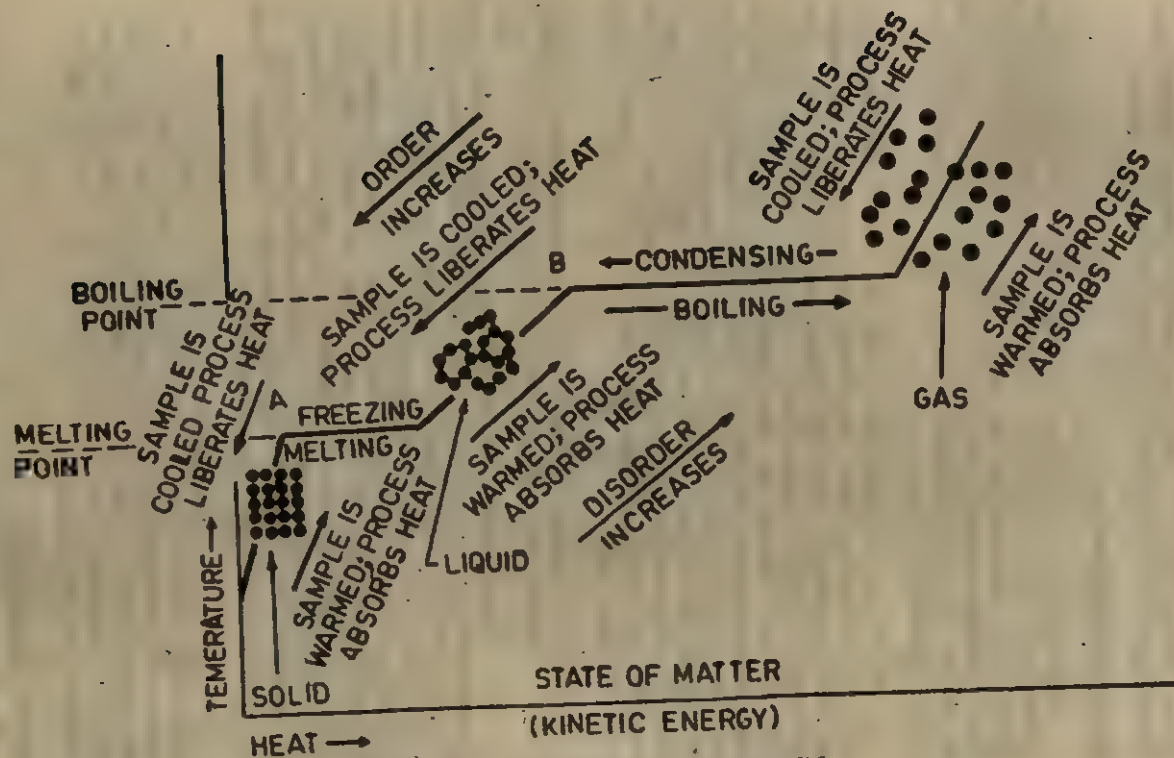 SAMPLE IS
COOLED; PROCESS
LIBERATES HEAT
ORDER
INCREASES
SAMPLE IS COOLED;
PROCESS LIBERATES HEAT
B
CONDENSING
BOILING
SAMPLE IS
WARMED; PROCESS
ABSORBS HEAT
GAS
BOILING
POINT
SAMPLE IS
COOLED PROCESS
LIBERATES HEAT
A
FREEZING
MELTING
MELTING
POINT
SAMPLE IS
WARMED; PROCESS
ABSORBS HEAT
DISORDER
INCREASES
SAMPLE IS
WARMED; PROCESS
ABSORBS HEAT
LIQUID
TEMERATURE
SOLID
STATE OF MATTER
(KINETIC ENERGY)
HEAT